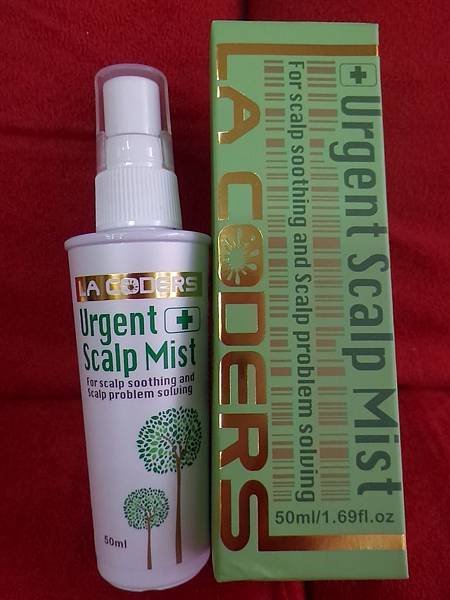 LA CODERS
Urgent +
Scalp Mist
For scalp soothing and
Scalp problem solving
50ml
+ Urgent Scalp Mist
For scalp soothing and Scalp problem solving
LA CODERS
50ml/1.69fl.oz